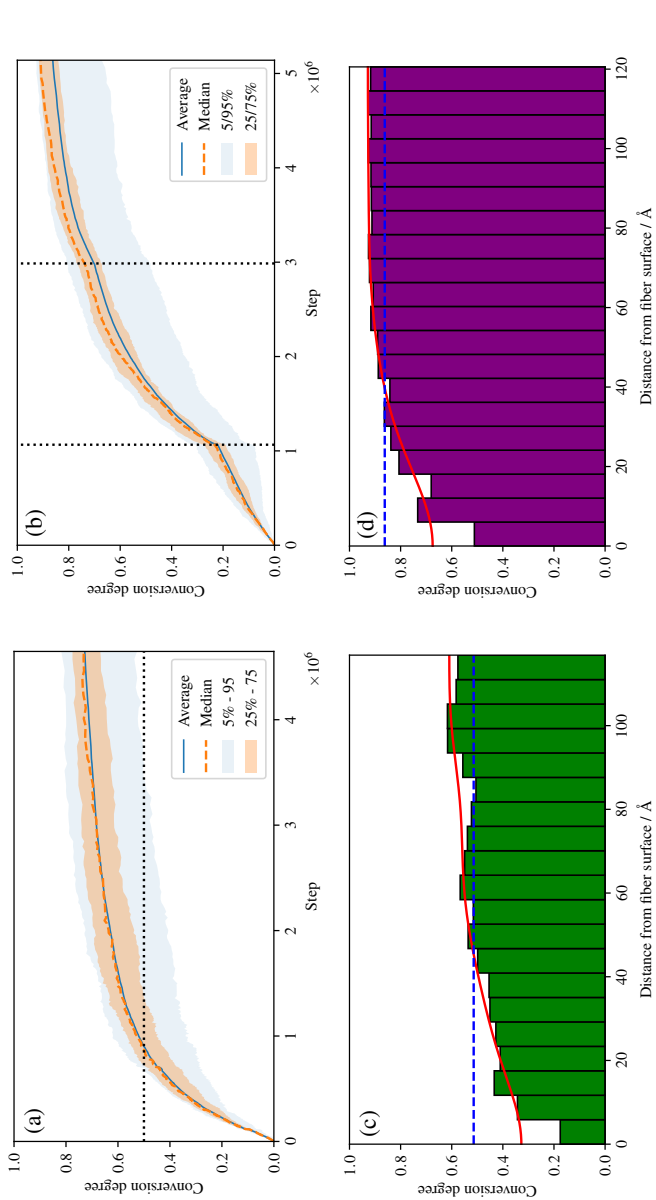 (a)
Conversion degree
1.0
0.8
0.6
0.4
0.2
0.0
0 1 2 3 4
×10⁶
Step
Average
Median
5% - 95
25% - 75
(b)
Conversion degree
1.0
0.8
0.6
0.4
0.2
0.0
0 1 2 3 4 5
×10⁶
Step
Average
Median
5/95%
25/75%
(c)
Conversion degree
1.0
0.8
0.6
0.4
0.2
0.0
0 20 40 60 80 100
Distance from fiber surface / Å
(d)
Conversion degree
1.0
0.8
0.6
0.4
0.2
0.0
0 20 40 60 80 100 120
Distance from fiber surface / Å